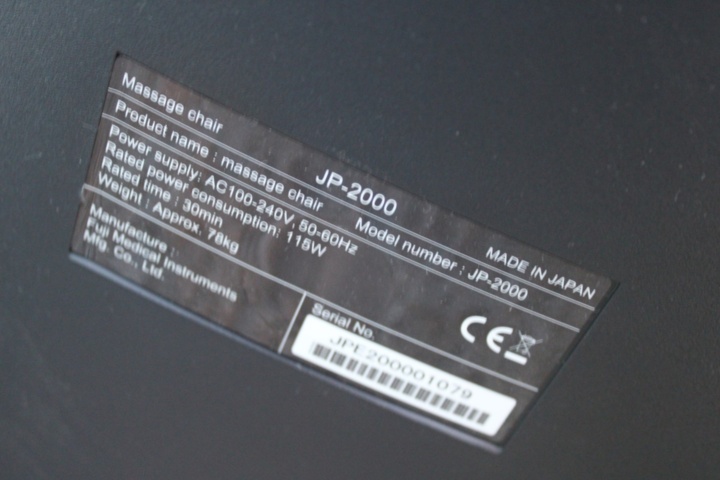 Massage chair
JP-2000
MADE IN JAPAN
Product name : massage chair
Model number : JP-2000
Power supply: AC100-240V, 50-60Hz
Rated power consumption: 115W
Rated time : 30min
Weight : Approx. 78kg
Manufacture :
Fuji Medical Instruments
Mfg. Co., Ltd.
CE
Serial No.
JPE200001079